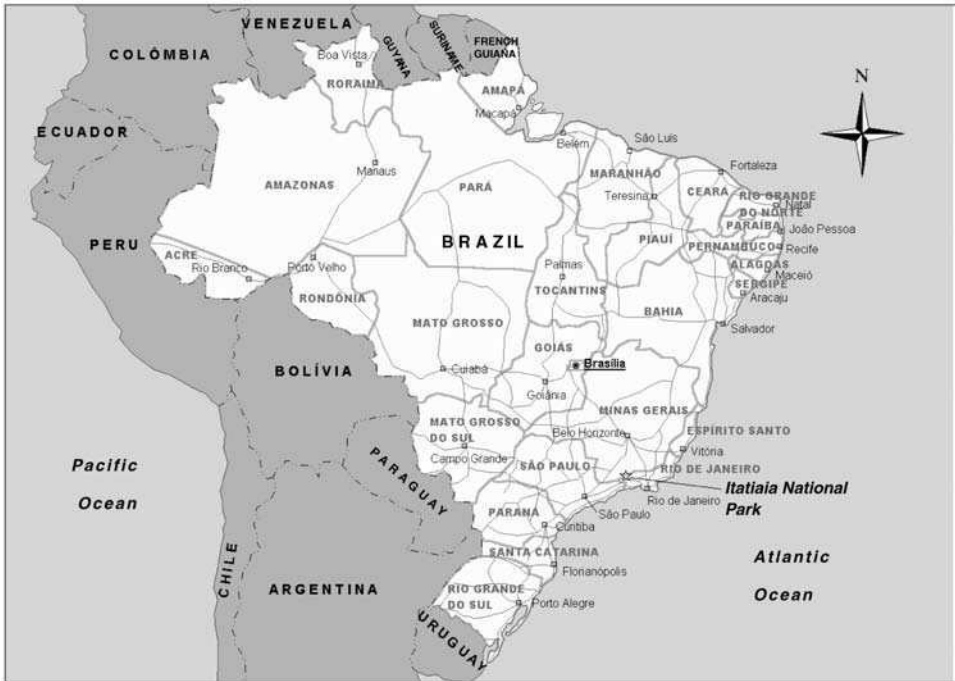 VENEZUELA
COLÔMBIA
GUYANA
SURINAME
FRENCH
GUIANA
Boa Vista
RORAIMA
AMAPÁ
Macapá
N
ECUADOR
Belém
São Luis
Fortaleza
Manaus
AMAZONAS
PARÁ
MARANHÃO
Teresina
CEARA
RIO GRANDE
DO NORTE
Natal
PARAÍBA
João Pessoa
PERU
BRAZIL
PIAUÍ
PERNAMBUCO
Recife
ACRE
Rio Branco
Porto Velho
Palmas
ALAGOAS
Maceió
SERGIPE
Aracaju
RONDÔNIA
TOCANTINS
BAHIA
MATO GROSSO
Salvador
GOIÁS
Brasília
BOLÍVIA
Cuiabá
Goiânia
MINAS GERAIS
MATO GROSSO
DO SUL
Campo Grande
Belo Horizonte
ESPÍRITO SANTO
Vitória
Pacific
Ocean
PARAGUAY
SÃO PAULO
RIO DE JANEIRO
Itatiaia National
Park
Rio de Janeiro
São Paulo
PARANÁ
Curitiba
SANTA CATARINA
Florianópolis
Atlantic
Ocean
CHILE
ARGENTINA
RIO GRANDE
DO SUL
Porto Alegre
URUGUAY